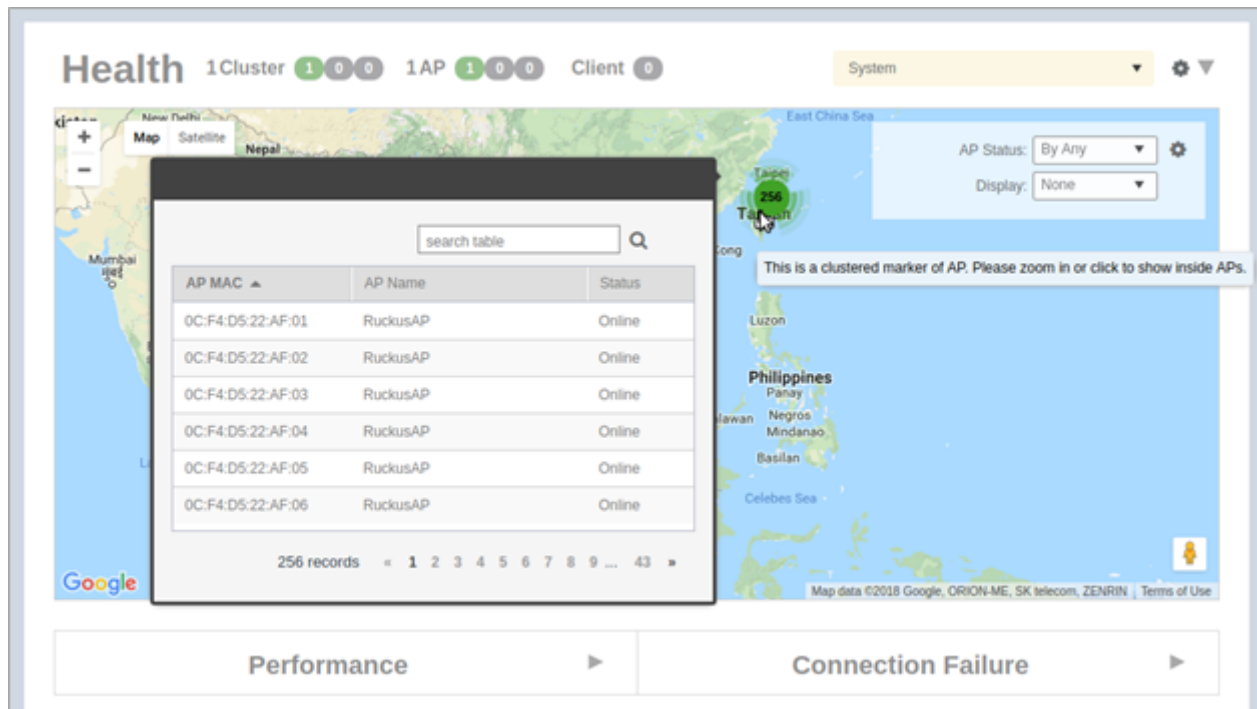 Health 1 Cluster 1 0 0 1 AP 1 0 0 Client 0 System
New Delhi
East China Sea
+ Map Satellite
Nepal
AP Status: By Any
−
Taipei
Display: None
256
Mumbai
मुंबई
search table
This is a clustered marker of AP. Please zoom in or click to show inside APs.
AP MAC AP Name Status
0C:F4:D5:22:AF:01 RuckusAP Online
Luzon
0C:F4:D5:22:AF:02 RuckusAP Online
Philippines
0C:F4:D5:22:AF:03 RuckusAP Online
Panay
Negros
0C:F4:D5:22:AF:04 RuckusAP Online
Mindanao
0C:F4:D5:22:AF:05 RuckusAP Online
Basilan
0C:F4:D5:22:AF:06 RuckusAP Online
Celebes Sea
256 records « 1 2 3 4 5 6 7 8 9 ... 43 »
Google
Map data ©2018 Google, ORION-ME, SK telecom, ZENRIN Terms of Use
Performance Connection Failure